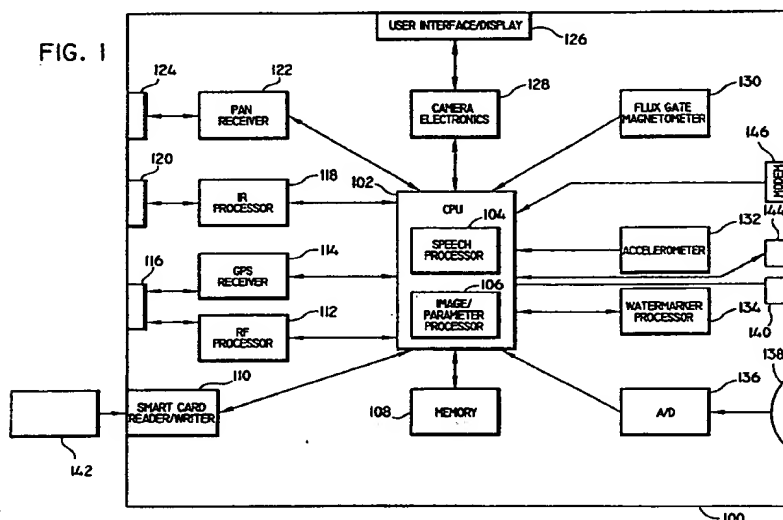 FIG. 1
USER INTERFACE/DISPLAY
126
124
122
PAN
RECEIVER
128
CAMERA
ELECTRONICS
130
FLUX GATE
MAGNETOMETER
120
118
IR
PROCESSOR
102
CPU
146
MODEM
104
SPEECH
PROCESSOR
132
ACCELEROMETER
144
116
114
GPS
RECEIVER
106
IMAGE/
PARAMETER
PROCESSOR
WATERMARKER
PROCESSOR
134
140
112
RF
PROCESSOR
110
SMART CARD
READER/WRITER
142
108
MEMORY
136
A/D
138
100